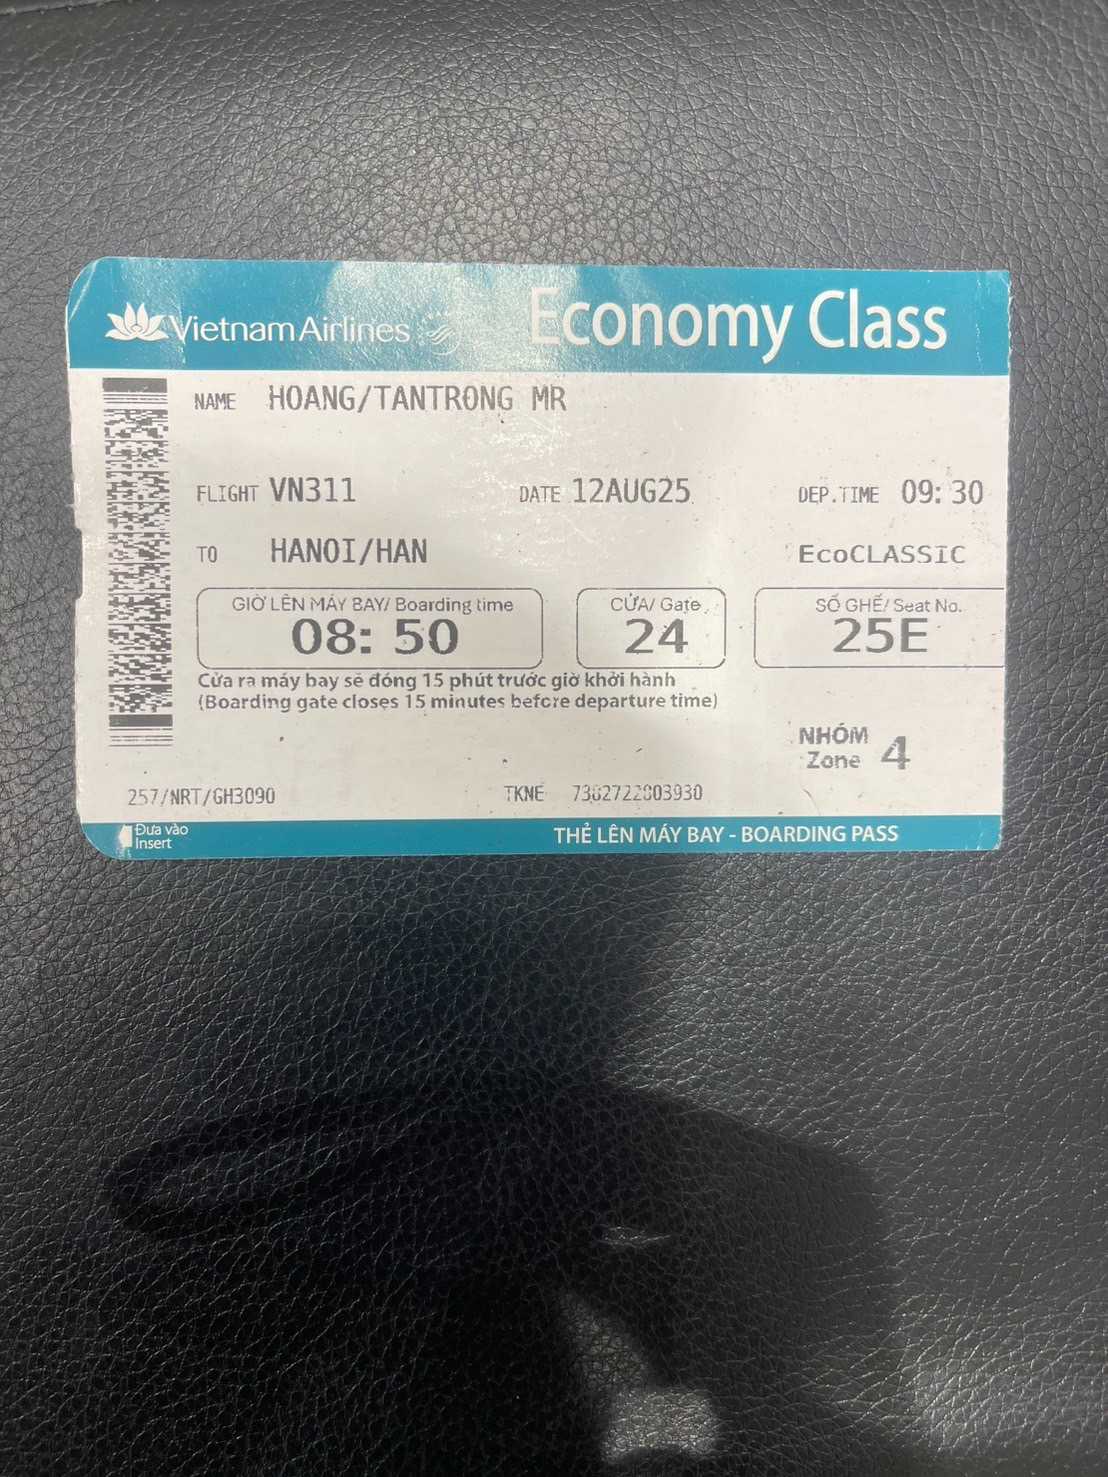 Vietnam Airlines Economy Class
NAME HOANG/TANTRONG MR
FLIGHT VN311 DATE 12AUG25 DEP.TIME 09: 30
TO HANOI/HAN EcoCLASSIC
GIỜ LÊN MÁY BAY/ Boarding time CỬA/ Gate SỐ GHẾ/ Seat No.
08: 50 24 25E
Cửa ra máy bay sẽ đóng 15 phút trước giờ khởi hành
(Boarding gate closes 15 minutes before departure time)
NHÓM
Zone 4
257/NRT/GH3090 TKNE
Đưa vào
Insert
THẺ LÊN MÁY BAY - BOARDING PASS